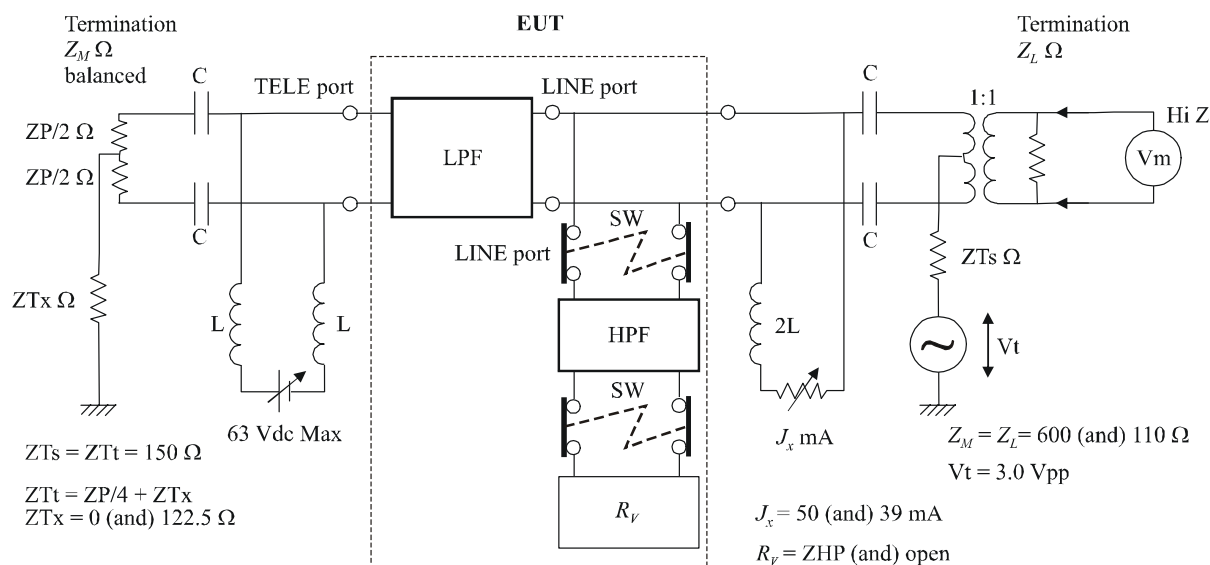 Termination
Z_M Ω
balanced
EUT
Termination
Z_L Ω
C
TELE port
LINE port
C
1:1
Hi Z
ZP/2 Ω
LPF
Vm
ZP/2 Ω
C
SW
C
LINE port
ZTs Ω
ZTx Ω
L
L
HPF
2L
~
Vt
SW
63 Vdc Max
J_x mA
ZTs = ZTt = 150 Ω
Z_M = Z_L= 600 (and) 110 Ω
Vt = 3.0 Vpp
ZTt = ZP/4 + ZTx
ZTx = 0 (and) 122.5 Ω
R_V
J_x = 50 (and) 39 mA
R_V = ZHP (and) open